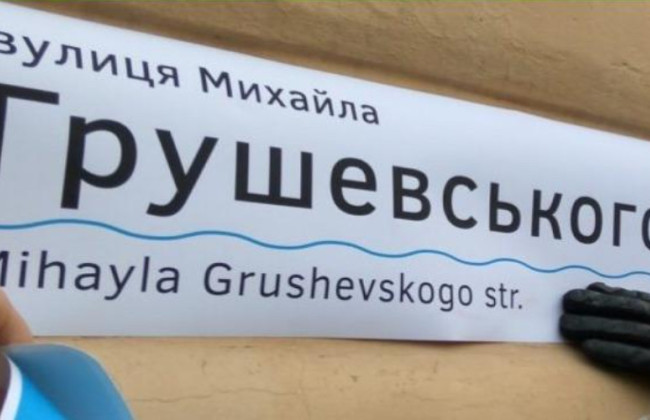 вулиця Михайла
Грушевського
Mihayla Grushevskogo str.